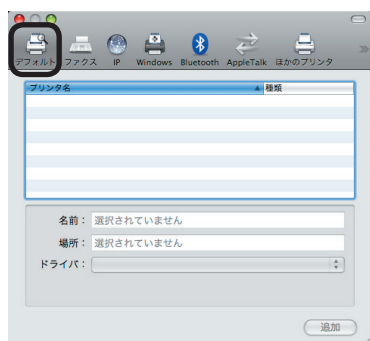 デフォルト ファクス IP Windows Bluetooth AppleTalk ほかのプリンタ
プリンタ名 種類
名前： 選択されていません
場所： 選択されていません
ドライバ：
追加